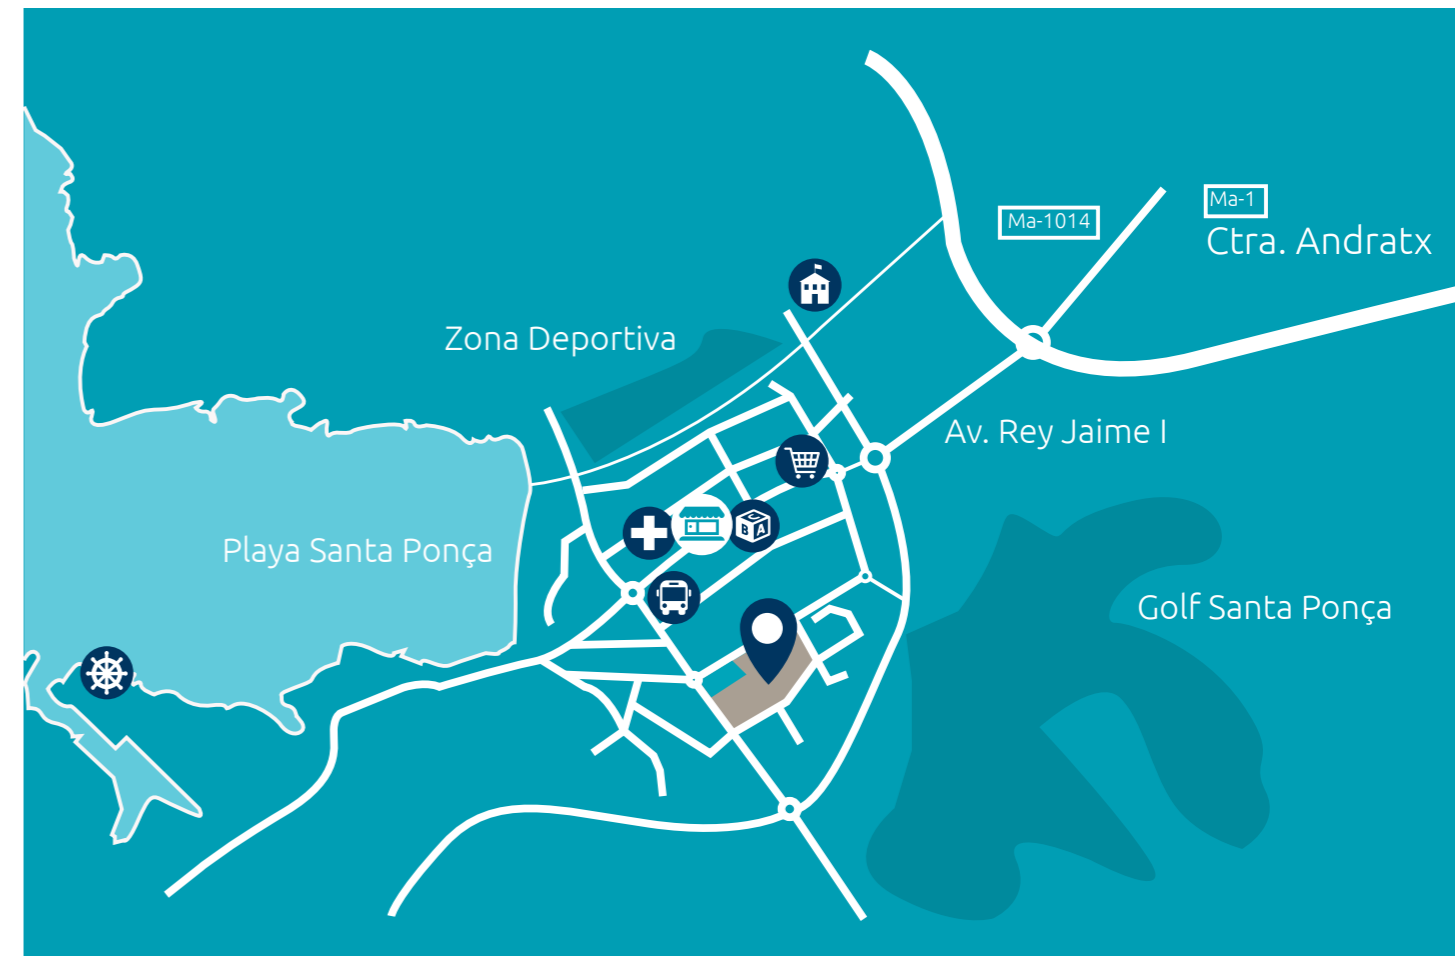 Ma-1
Ma-1014
Ctra. Andratx
Zona Deportiva
Av. Rey Jaime I
B
C
A
Playa Santa Ponça
Golf Santa Ponça